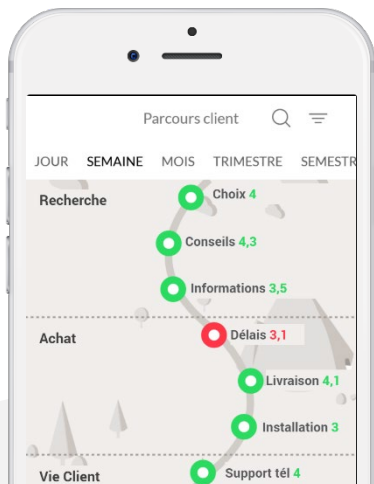 Parcours client
JOUR SEMAINE MOIS TRIMESTRE SEMESTR
Recherche
Choix 4
Conseils 4,3
Informations 3,5
Achat
Délais 3,1
Livraison 4,1
Installation 3
Vie Client
Support tél 4